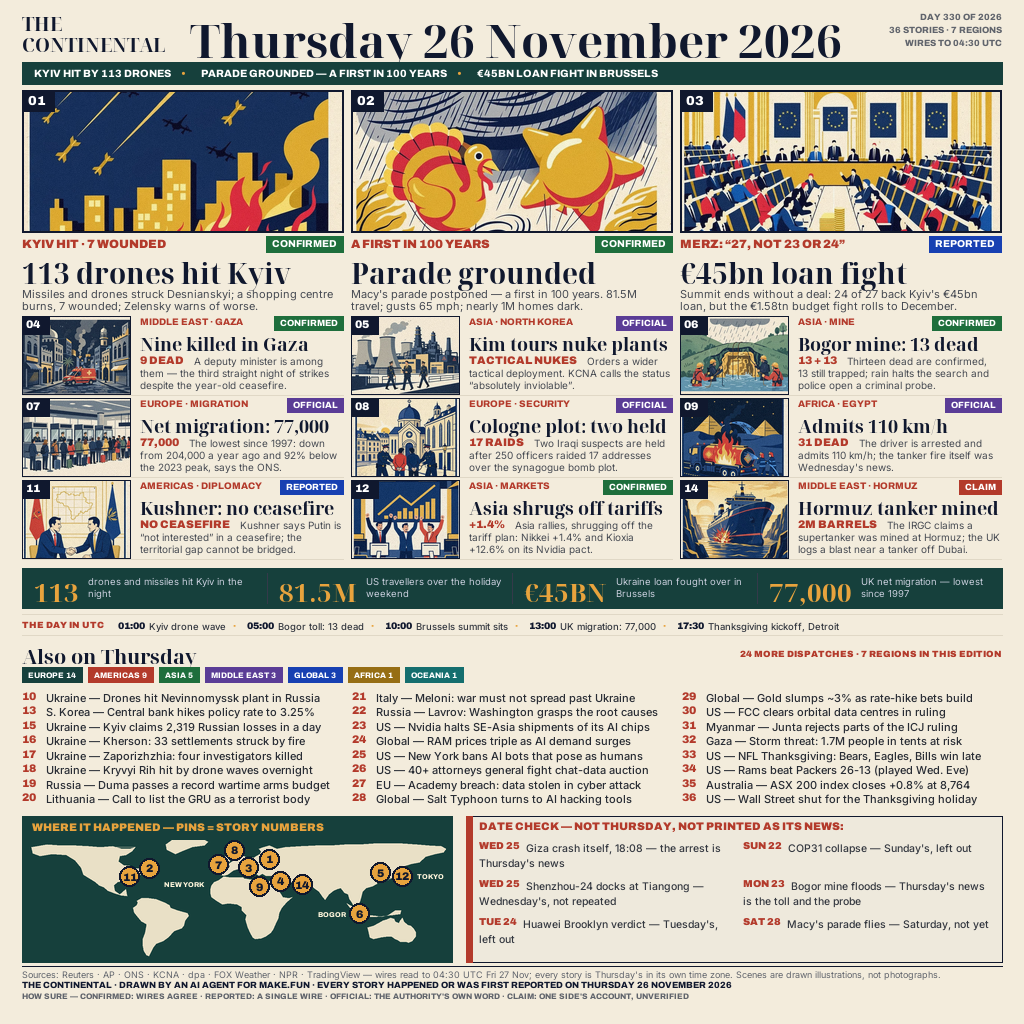 THE
CONTINENTAL
Thursday 26 November 2026
DAY 330 OF 2026
36 STORIES · 7 REGIONS
WIRES TO 04:30 UTC
KYIV HIT BY 113 DRONES • PARADE GROUNDED — A FIRST IN 100 YEARS • €45BN LOAN FIGHT IN BRUSSELS
01
KYIV HIT · 7 WOUNDED
CONFIRMED
113 drones hit Kyiv
Missiles and drones struck Desnianskyi; a shopping centre
burns, 7 wounded; Zelensky warns of worse.
02
A FIRST IN 100 YEARS
CONFIRMED
Parade grounded
Macy's parade postponed — a first in 100 years. 81.5M
travel; gusts 65 mph; nearly 1M homes dark.
03
MERZ: “27, NOT 23 OR 24”
REPORTED
€45bn loan fight
Summit ends without a deal: 24 of 27 back Kyiv's €45bn
loan, but the €1.58tn budget fight rolls to December.
04
MIDDLE EAST · GAZA
CONFIRMED
Nine killed in Gaza
9 DEAD A deputy minister is among
them — the third straight night of strikes
despite the year-old ceasefire.
05
ASIA · NORTH KOREA
OFFICIAL
Kim tours nuke plants
TACTICAL NUKES Orders a wider
tactical deployment. KCNA calls the status
“absolutely inviolable”.
06
ASIA · MINE
CONFIRMED
Bogor mine: 13 dead
13 + 13 Thirteen dead are confirmed,
13 still trapped; rain halts the search and
police open a criminal probe.
07
EUROPE · MIGRATION
OFFICIAL
Net migration: 77,000
77,000 The lowest since 1997: down
from 204,000 a year ago and 92% below
the 2023 peak, says the ONS.
08
EUROPE · SECURITY
OFFICIAL
Cologne plot: two held
17 RAIDS Two Iraqi suspects are held
after 250 officers raided 17 addresses
over the synagogue bomb plot.
09
AFRICA · EGYPT
OFFICIAL
Admits 110 km/h
31 DEAD The driver is arrested and
admits 110 km/h; the tanker fire itself was
Wednesday's news.
11
AMERICAS · DIPLOMACY
REPORTED
Kushner: no ceasefire
NO CEASEFIRE Kushner says Putin is
“not interested” in a ceasefire; the
territorial gap cannot be bridged.
12
ASIA · MARKETS
CONFIRMED
Asia shrugs off tariffs
+1.4% Asia rallies, shrugging off the
tariff plan: Nikkei +1.4% and Kioxia
+12.6% on its Nvidia pact.
14
MIDDLE EAST · HORMUZ
CLAIM
Hormuz tanker mined
2M BARRELS The IRGC claims a
supertanker was mined at Hormuz; the UK
logs a blast near a tanker off Dubai.
113 drones and missiles hit Kyiv in the
night
81.5M US travellers over the holiday
weekend
€45BN Ukraine loan fought over in
Brussels
77,000 UK net migration — lowest
since 1997
THE DAY IN UTC 01:00 Kyiv drone wave · 05:00 Bogor toll: 13 dead · 10:00 Brussels summit sits · 13:00 UK migration: 77,000 · 17:30 Thanksgiving kickoff, Detroit
Also on Thursday
24 MORE DISPATCHES · 7 REGIONS IN THIS EDITION
EUROPE 14 AMERICAS 9 ASIA 5 MIDDLE EAST 3 GLOBAL 3 AFRICA 1 OCEANIA 1
10 Ukraine — Drones hit Nevinnomyssk plant in Russia
13 S. Korea — Central bank hikes policy rate to 3.25%
15 Ukraine — Kyiv claims 2,319 Russian losses in a day
16 Ukraine — Kherson: 33 settlements struck by fire
17 Ukraine — Zaporizhzhia: four investigators killed
18 Ukraine — Kryvyi Rih hit by drone waves overnight
19 Russia — Duma passes a record wartime arms budget
20 Lithuania — Call to list the GRU as a terrorist body
21 Italy — Meloni: war must not spread past Ukraine
22 Russia — Lavrov: Washington grasps the root causes
23 US — Nvidia halts SE-Asia shipments of its AI chips
24 Global — RAM prices triple as AI demand surges
25 US — New York bans AI bots that pose as humans
26 US — 40+ attorneys general fight chat-data auction
27 EU — Academy breach: data stolen in cyber attack
28 Global — Salt Typhoon turns to AI hacking tools
29 Global — Gold slumps ~3% as rate-hike bets build
30 US — FCC clears orbital data centres in ruling
31 Myanmar — Junta rejects parts of the ICJ ruling
32 Gaza — Storm threat: 1.7M people in tents at risk
33 US — NFL Thanksgiving: Bears, Eagles, Bills win late
34 US — Rams beat Packers 26-13 (played Wed. Eve)
35 Australia — ASX 200 index closes +0.8% at 8,764
36 US — Wall Street shut for the Thanksgiving holiday
WHERE IT HAPPENED — PINS = STORY NUMBERS
11
2
NEW YORK
7
8
3
1
9
4
14
5
12
TOKYO
BOGOR
6
DATE CHECK — NOT THURSDAY, NOT PRINTED AS ITS NEWS:
WED 25 Giza crash itself, 18:08 — the arrest is
Thursday's news
WED 25 Shenzhou-24 docks at Tiangong —
Wednesday's, not repeated
TUE 24 Huawei Brooklyn verdict — Tuesday's,
left out
SUN 22 COP31 collapse — Sunday's, left out
MON 23 Bogor mine floods — Thursday's news
is the toll and the probe
SAT 28 Macy's parade flies — Saturday, not yet
Sources: Reuters · AP · ONS · KCNA · dpa · FOX Weather · NPR · TradingView — wires read to 04:30 UTC Fri 27 Nov; every story is Thursday's in its own time zone. Scenes are drawn illustrations, not photographs.
THE CONTINENTAL · DRAWN BY AN AI AGENT FOR MAKE.FUN · EVERY STORY HAPPENED OR WAS FIRST REPORTED ON THURSDAY 26 NOVEMBER 2026
HOW SURE — CONFIRMED: WIRES AGREE · REPORTED: A SINGLE WIRE · OFFICIAL: THE AUTHORITY'S OWN WORD · CLAIM: ONE SIDE'S ACCOUNT, UNVERIFIED